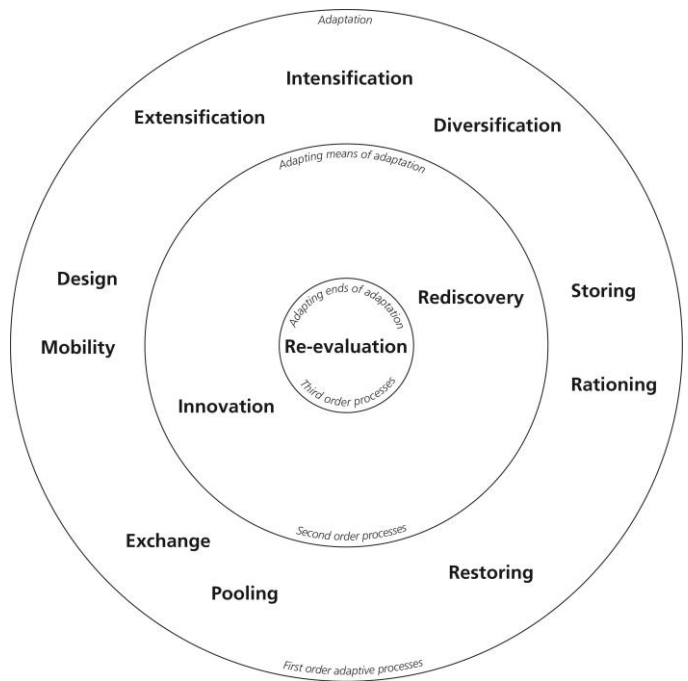 Adaptation
Intensification
Extensification
Diversification
Adapting means of adaptation
Design
Storing
Adapting ends of adaptation
Rediscovery
Mobility
Re-evaluation
Rationing
Third order processes
Innovation
Second order processes
Exchange
Restoring
Pooling
First order adaptive processes